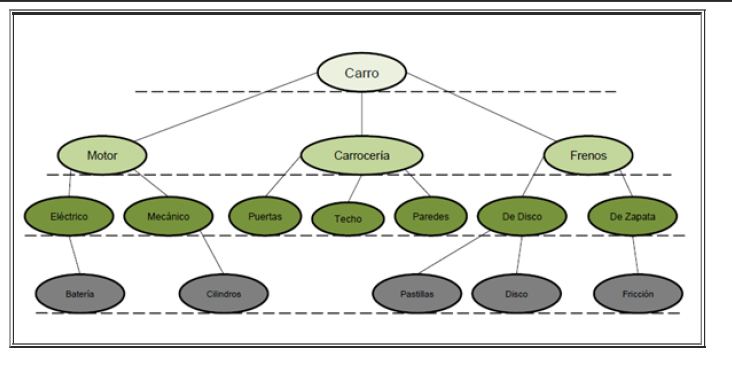 Carro
Motor
Carrocería
Frenos
Eléctrico
Mecánico
Puertas
Techo
Paredes
De Disco
De Zapata
Batería
Cilindros
Pastillas
Disco
Fricción